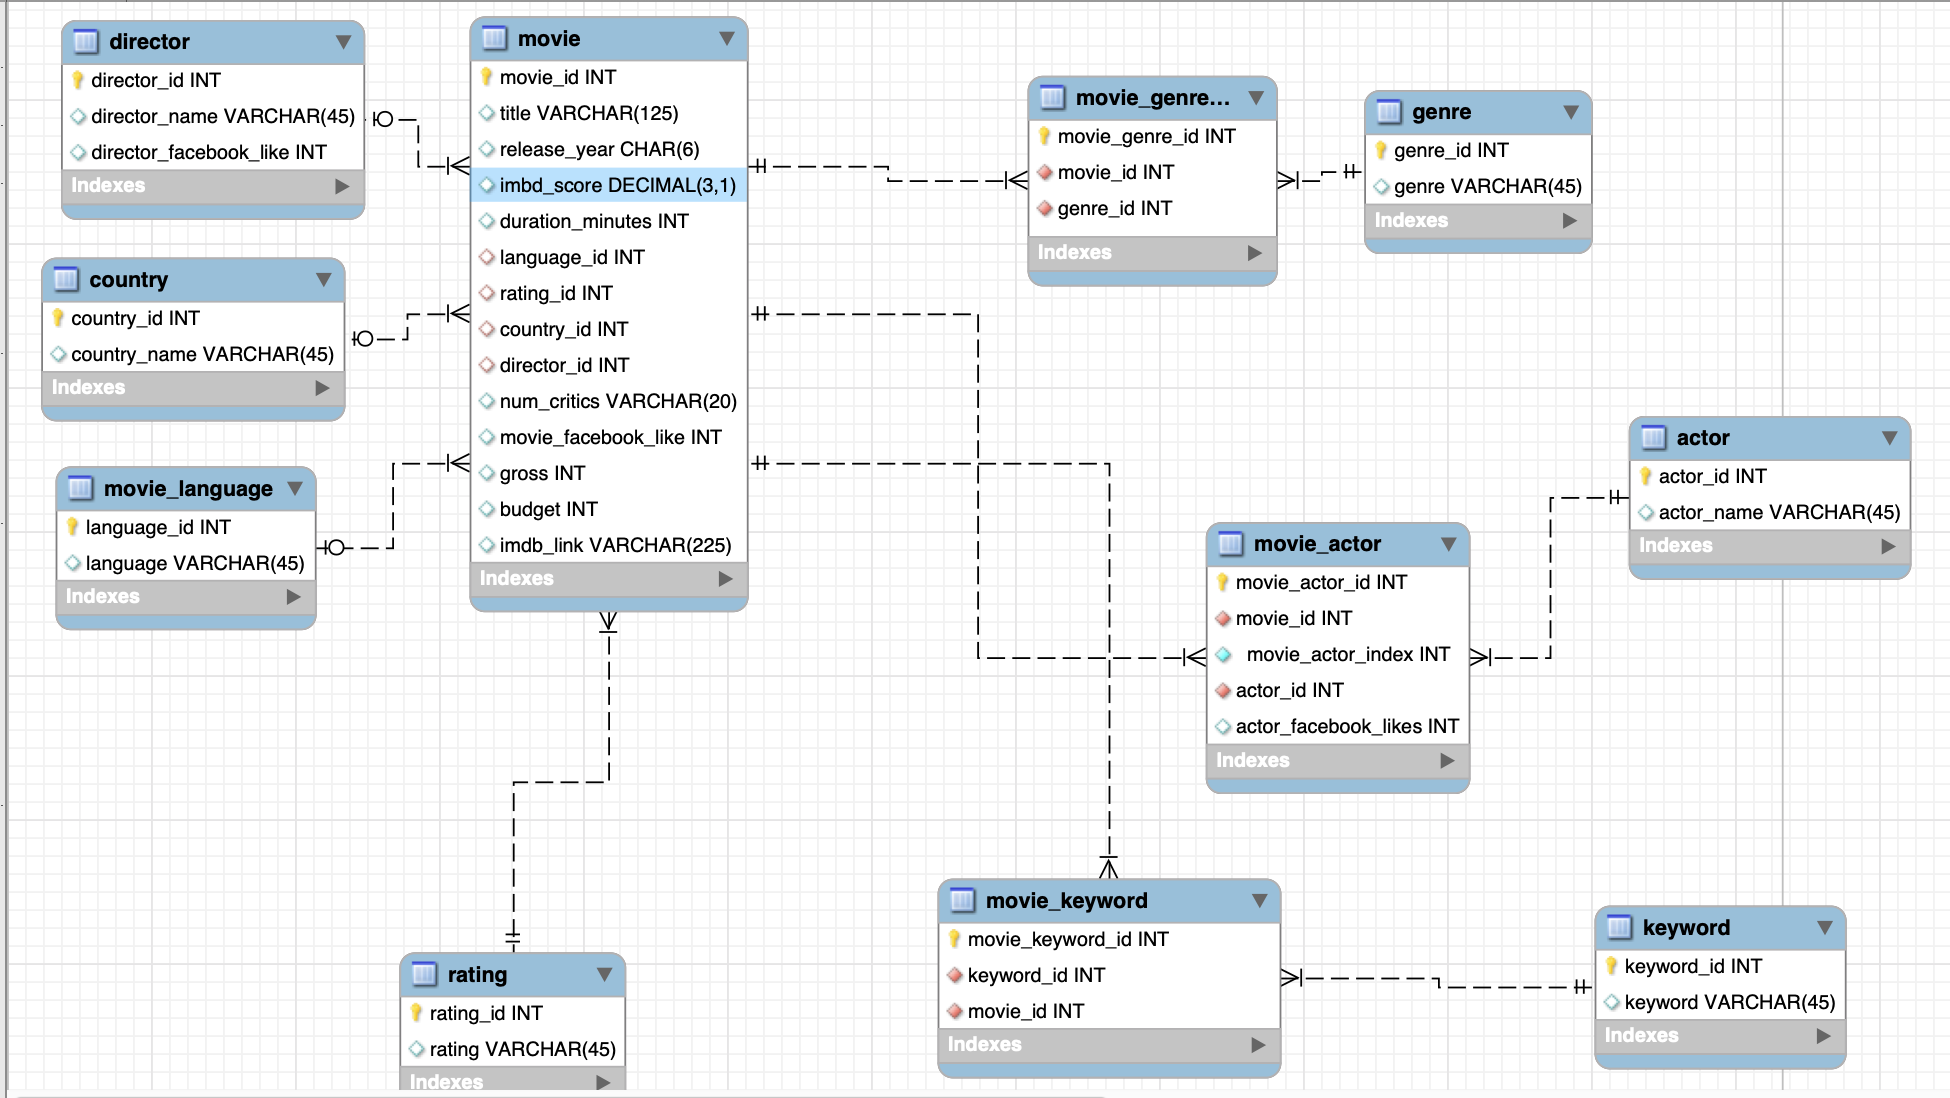 director
director_id INT
director_name VARCHAR(45)
director_facebook_like INT
Indexes
movie
movie_id INT
title VARCHAR(125)
release_year CHAR(6)
imbd_score DECIMAL(3,1)
duration_minutes INT
language_id INT
rating_id INT
country_id INT
director_id INT
num_critics VARCHAR(20)
movie_facebook_like INT
gross INT
budget INT
imdb_link VARCHAR(225)
Indexes
movie_genre...
movie_genre_id INT
movie_id INT
genre_id INT
Indexes
genre
genre_id INT
genre VARCHAR(45)
Indexes
country
country_id INT
country_name VARCHAR(45)
Indexes
movie_language
language_id INT
language VARCHAR(45)
Indexes
actor
actor_id INT
actor_name VARCHAR(45)
Indexes
movie_actor
movie_actor_id INT
movie_id INT
movie_actor_index INT
actor_id INT
actor_facebook_likes INT
Indexes
movie_keyword
movie_keyword_id INT
keyword_id INT
movie_id INT
Indexes
keyword
keyword_id INT
keyword VARCHAR(45)
Indexes
rating
rating_id INT
rating VARCHAR(45)
Indexes